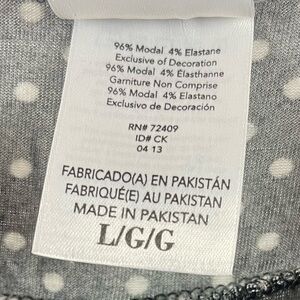 96% Modal 4% Elastane
Exclusive of Decoration
96% Modal 4% Élasthanne
Garniture Non Comprise
96% Modal 4% Elastano
Exclusivo de Decoración
RN# 72409
ID# CK
04 13
FABRICADO(A) EN PAKISTÁN
FABRIQUÉ(E) AU PAKISTAN
MADE IN PAKISTAN
L/G/G